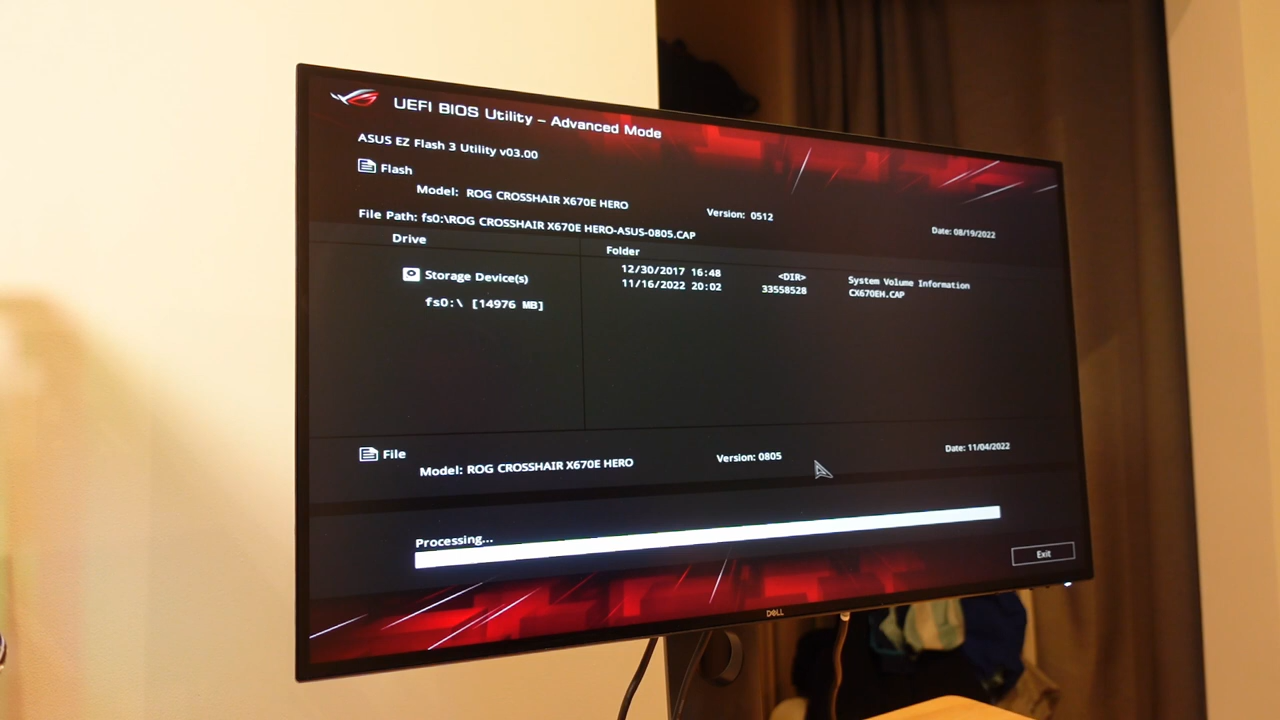 UEFI BIOS Utility – Advanced Mode
ASUS EZ Flash 3 Utility v03.00
Flash
Model: ROG CROSSHAIR X670E HERO Version: 0512 Date: 08/19/2022
File Path: fs0:\ROG CROSSHAIR X670E HERO-ASUS-0805.CAP
Drive Folder
Storage Device(s) 12/30/2017 16:48 <DIR> System Volume Information
fs0:\ [14976 MB] 11/16/2022 20:02 33558528 CX670EH.CAP
File
Model: ROG CROSSHAIR X670E HERO Version: 0805 Date: 11/04/2022
Processing...
Exit
DELL